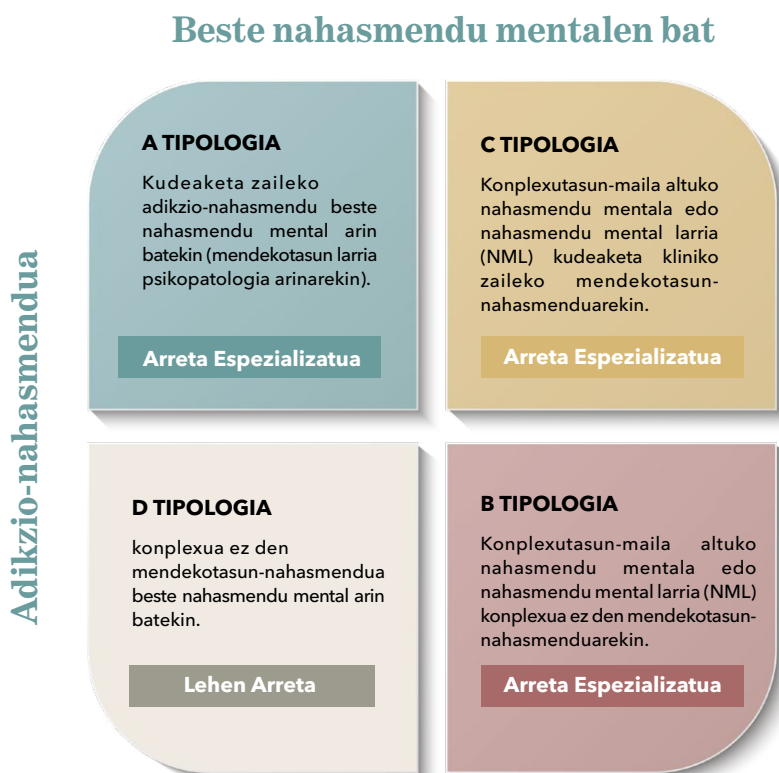 Beste nahasmendu mentalen bat
Adikzio-nahasmendua
A TIPOLOGIA
Kudeaketa zaileko
adikzio-nahasmendu beste
nahasmendu mental arin
batekin (mendekotasun larria
psikopatologia arinarekin).
Arreta Espezializatua
C TIPOLOGIA
Konplexutasun-maila altuko
nahasmendu mentala edo
nahasmendu mental larria
(NML) kudeaketa kliniko
zaileko mendekotasun-
nahasmenduarekin.
Arreta Espezializatua
D TIPOLOGIA
konplexua ez den
mendekotasun-nahasmendua
beste nahasmendu mental arin
batekin.
Lehen Arreta
B TIPOLOGIA
Konplexutasun-maila altuko
nahasmendu mentala edo
nahasmendu mental larria (NML)
konplexua ez den mendekotasun-
nahasmenduarekin.
Arreta Espezializatua